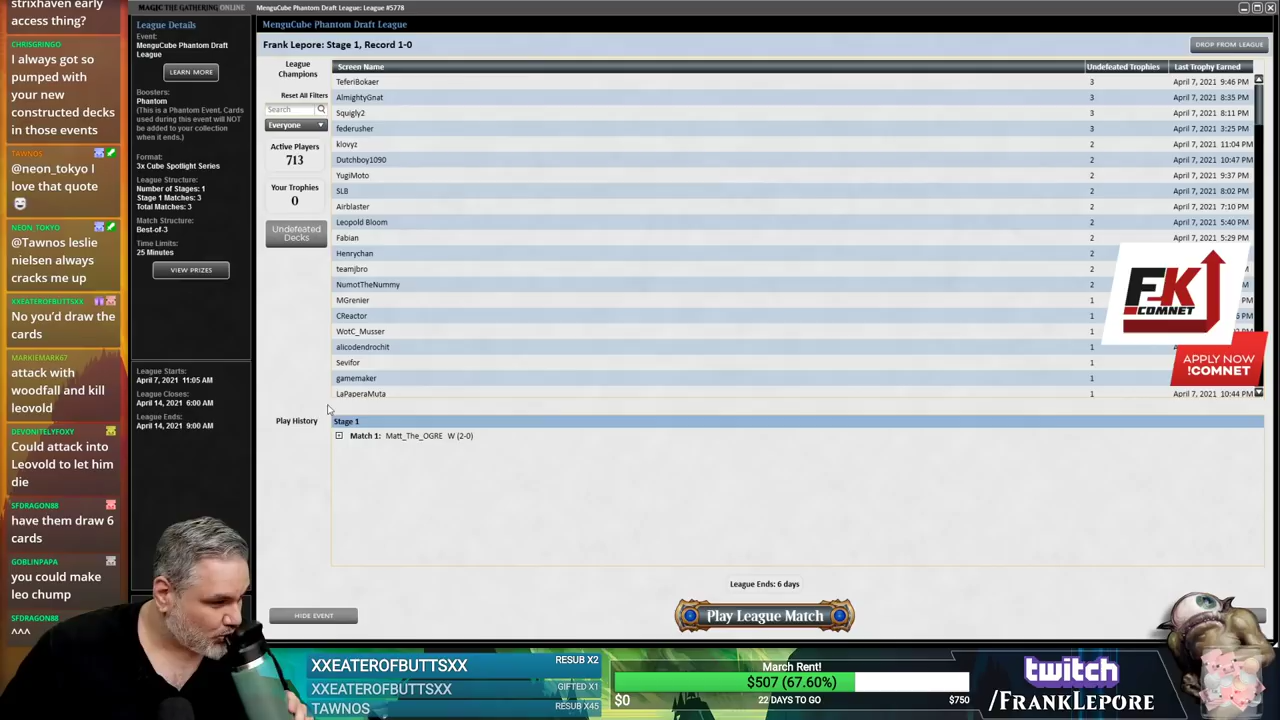 strixhaven early
access thing?
CHRISGRINGO
I always got so
pumped with
your new
constructed decks
in those events
TAWNOS
@neon_tokyo I
love that quote
NEON_TOKYO
@Tawnos leslie
nielsen always
cracks me up
XXEATEROFBUTTSXX
No you'd draw the
cards
MARKIEMARK67
attack with
woodfall and kill
leovold
DEVONITELYFOXY
Could attack into
Leovold to let him
die
SFDRAGON88
have them draw 6
cards
GOBLINPAPA
you could make
leo chump
SFDRAGON88
^^^
MAGIC THE GATHERING ONLINE
MenguCube Phantom Draft League: League #5778
League Details
Event:
MenguCube Phantom Draft
League
LEARN MORE
Boosters:
Phantom
(This is a Phantom Event. Cards
used during this event will NOT
be added to your collection
when it ends.)
Format:
3x Cube Spotlight Series
League Structure:
Number of Stages: 1
Stage 1 Matches: 3
Total Matches: 3
Match Structure:
Best-of-3
Time Limits:
25 Minutes
VIEW PRIZES
League Starts:
April 7, 2021 11:05 AM
League Closes:
April 14, 2021 6:00 AM
League Ends:
April 14, 2021 9:00 AM
MenguCube Phantom Draft League
Frank Lepore: Stage 1, Record 1-0
DROP FROM LEAGUE
League
Champions
Reset All Filters
Search
Everyone
Active Players
713
Your Trophies
0
Undefeated
Decks
Screen Name Undefeated Trophies Last Trophy Earned
TeferiBokaer 3 April 7, 2021 9:46 PM
AlmightyGnat 3 April 7, 2021 8:35 PM
Squigly2 3 April 7, 2021 8:11 PM
federusher 3 April 7, 2021 3:25 PM
klovyz 2 April 7, 2021 11:04 PM
Dutchboy1090 2 April 7, 2021 10:47 PM
YugiMoto 2 April 7, 2021 9:37 PM
SLB 2 April 7, 2021 8:02 PM
Airblaster 2 April 7, 2021 7:10 PM
Leopold Bloom 2 April 7, 2021 5:40 PM
Fabian 2 April 7, 2021 5:29 PM
Henrychan 2
teamjbro 2
NumotTheNummy 2
MGrenier 1 PM
CReactor 1 PM
WotC_Musser 1 PM
alicodendrochit 1
Sevifor 1
gamemaker 1
LaPaperaMuta 1 April 7, 2021 10:44 PM
F2K
.COMNET
APPLY NOW
!COMNET
Play History
Stage 1
Match 1: Matt_The_OGRE W (2-0)
League Ends: 6 days
HIDE EVENT
Play League Match
XXEATEROFBUTTSXX RESUB X2
XXEATEROFBUTTSXX GIFTED X1
TAWNOS RESUB X45
March Rent!
$507 (67.60%)
$0 22 DAYS TO GO $750
twitch
/FRANKLEPORE